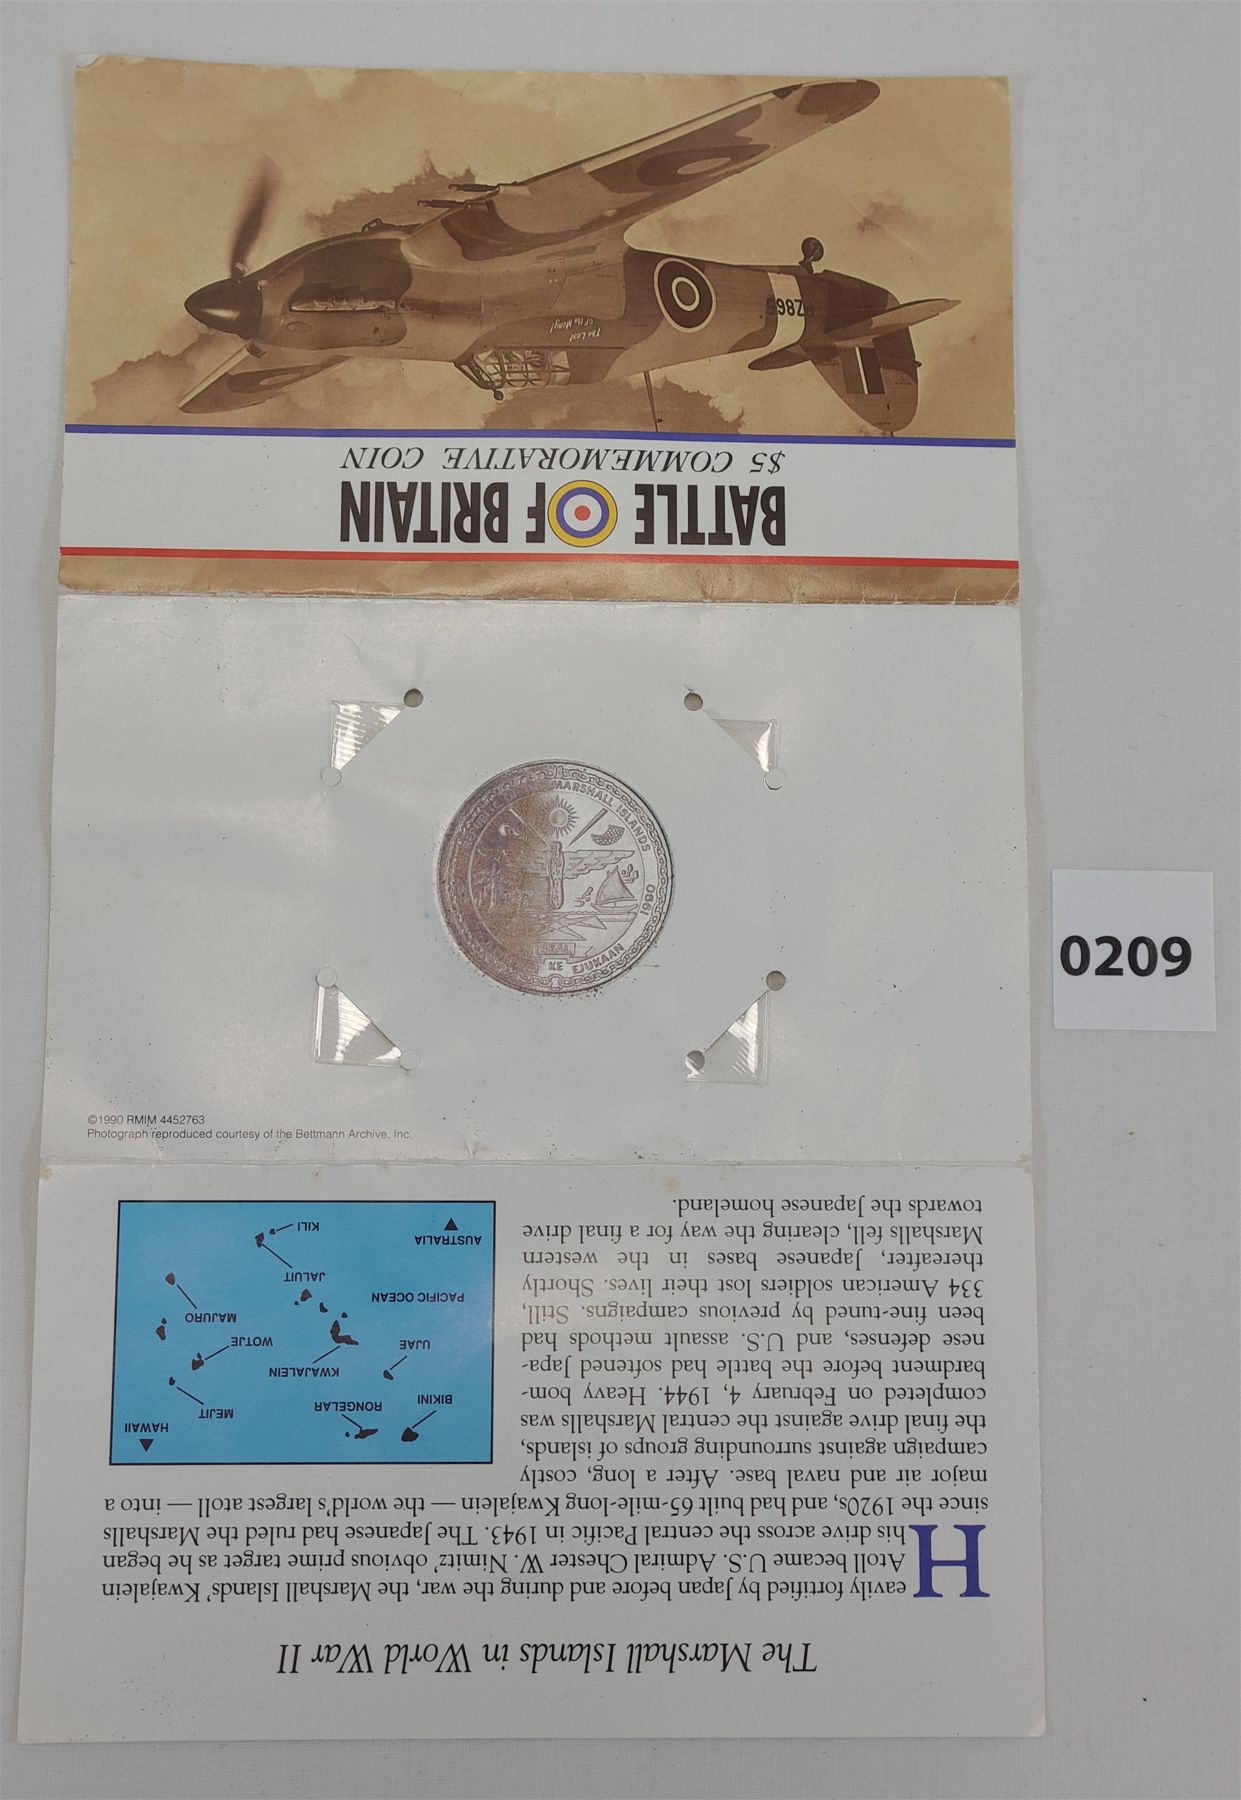 BATTLE OF BRITAIN
$5 COMMEMORATIVE COIN
The Last
of the Many!
MARSHALL ISLANDS
1990
SEAL
KE EJUKAAN
©1990 RMIM 4452763
Photograph reproduced courtesy of the Bettmann Archive, Inc.
0209
The Marshall Islands in World War II
Heavily fortified by Japan before and during the war, the Marshall Islands' Kwajalein
Atoll became U.S. Admiral Chester W. Nimitz' obvious prime target as he began
his drive across the central Pacific in 1943. The Japanese had ruled the Marshalls
since the 1920s, and had built 65-mile-long Kwajalein — the world's largest atoll — into a
major air and naval base. After a long, costly
campaign against surrounding groups of islands,
the final drive against the central Marshalls was
completed on February 4, 1944. Heavy bom-
bardment before the battle had softened Japa-
nese defenses, and U.S. assault methods had
been fine-tuned by previous campaigns. Still,
334 American soldiers lost their lives. Shortly
thereafter, Japanese bases in the western
Marshalls fell, clearing the way for a final drive
towards the Japanese homeland.
HAWAII
MEJIT
BIKINI
RONGELAR
KWAJALEIN
UJAE
WOTJE
MAJURO
PACIFIC OCEAN
JALUIT
AUSTRALIA
KILI